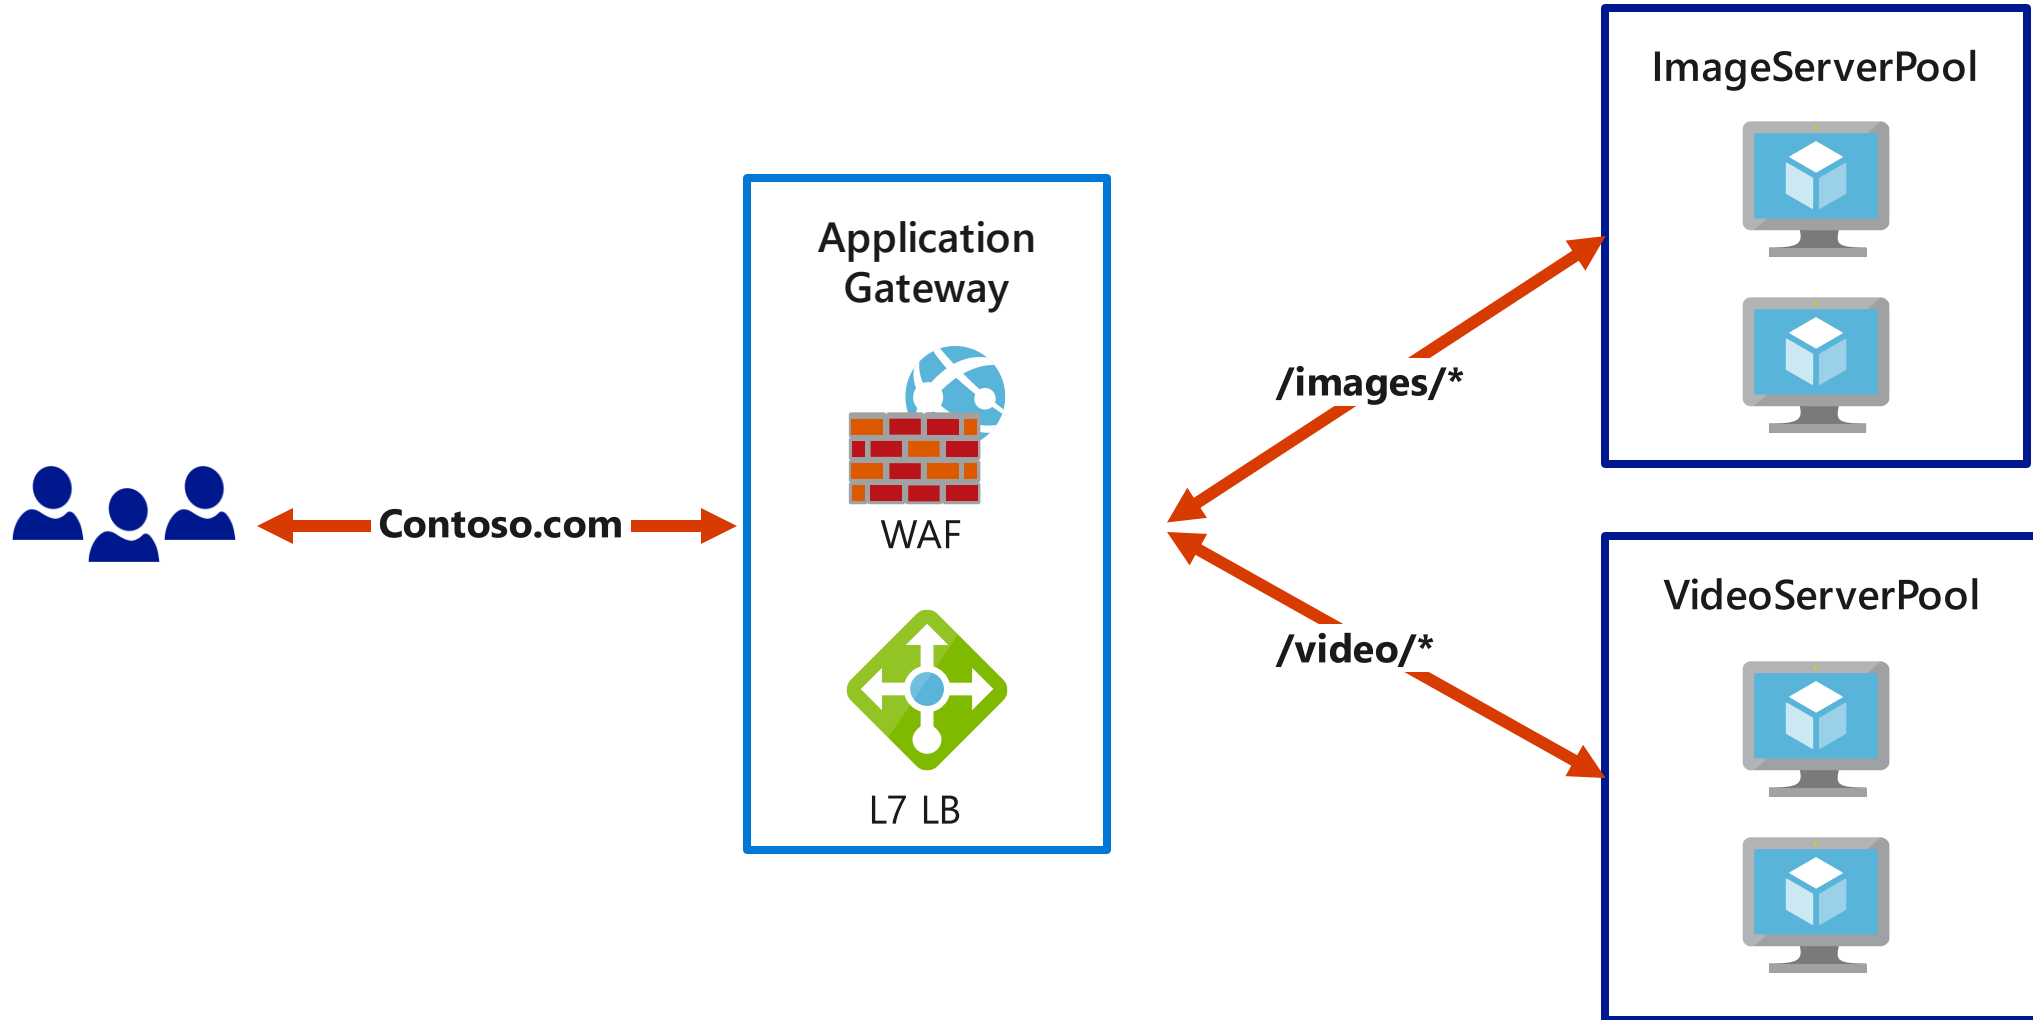 Contoso.com
Application
Gateway
WAF
L7 LB
/images/*
/video/*
ImageServerPool
VideoServerPool